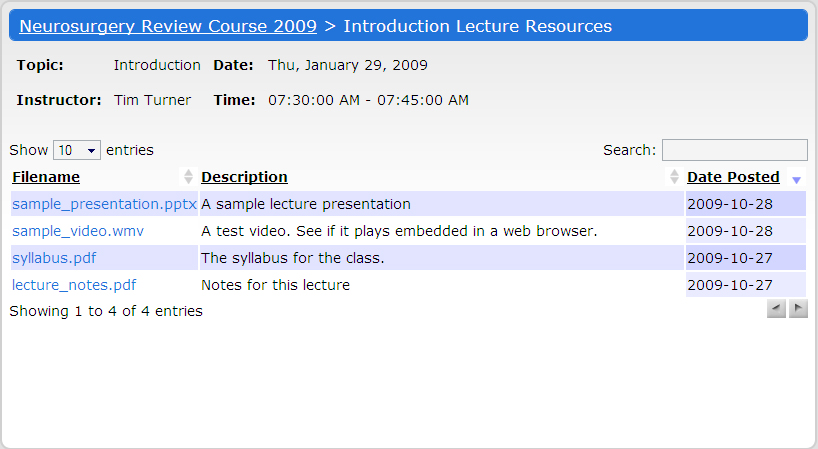 Neurosurgery Review Course 2009 > Introduction Lecture Resources
Topic: Introduction Date: Thu, January 29, 2009
Instructor: Tim Turner Time: 07:30:00 AM - 07:45:00 AM
Show 10 entries Search:
Filename Description Date Posted
sample_presentation.pptx A sample lecture presentation 2009-10-28
sample_video.wmv A test video. See if it plays embedded in a web browser. 2009-10-28
syllabus.pdf The syllabus for the class. 2009-10-27
lecture_notes.pdf Notes for this lecture 2009-10-27
Showing 1 to 4 of 4 entries